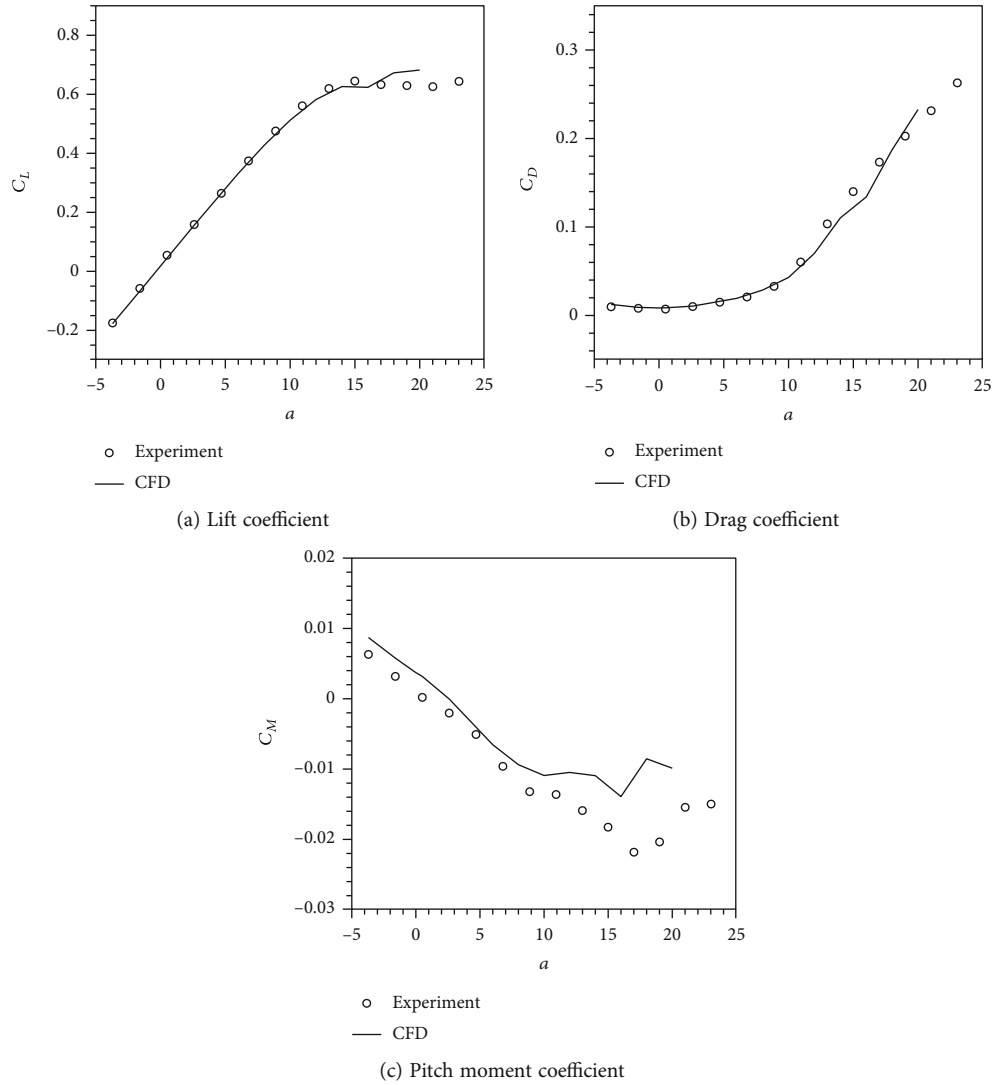 0.8
0.6
0.4
0.2
0
–0.2
C_L
–5 0 5 10 15 20 25
a
Experiment
CFD
(a) Lift coefficient
0.3
0.2
0.1
0
C_D
–5 0 5 10 15 20 25
a
Experiment
CFD
(b) Drag coefficient
0.02
0.01
0
–0.01
–0.02
–0.03
C_M
–5 0 5 10 15 20 25
a
Experiment
CFD
(c) Pitch moment coefficient